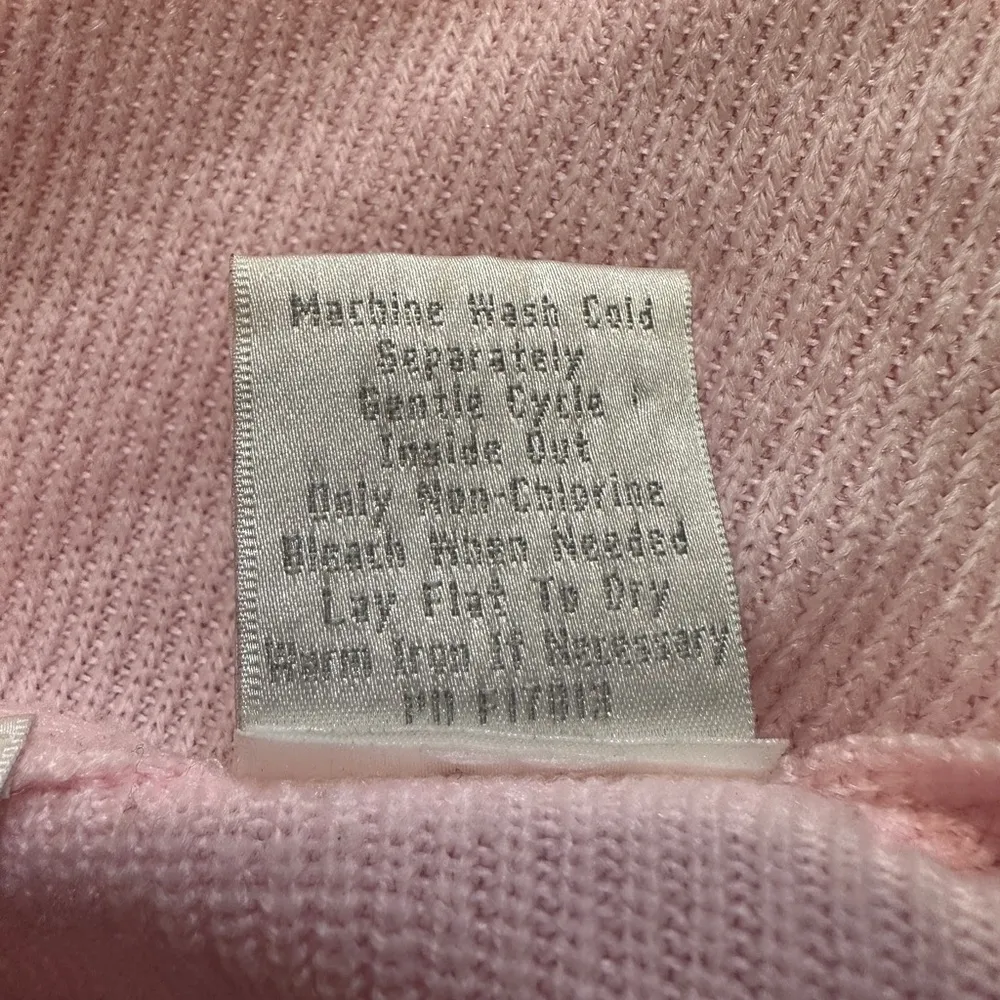 Machine Wash Cold
Separately
Gentle Cycle
Inside Out
Only Non-Chlorine
Bleach When Needed
Lay Flat To Dry
Warm Iron If Necessary